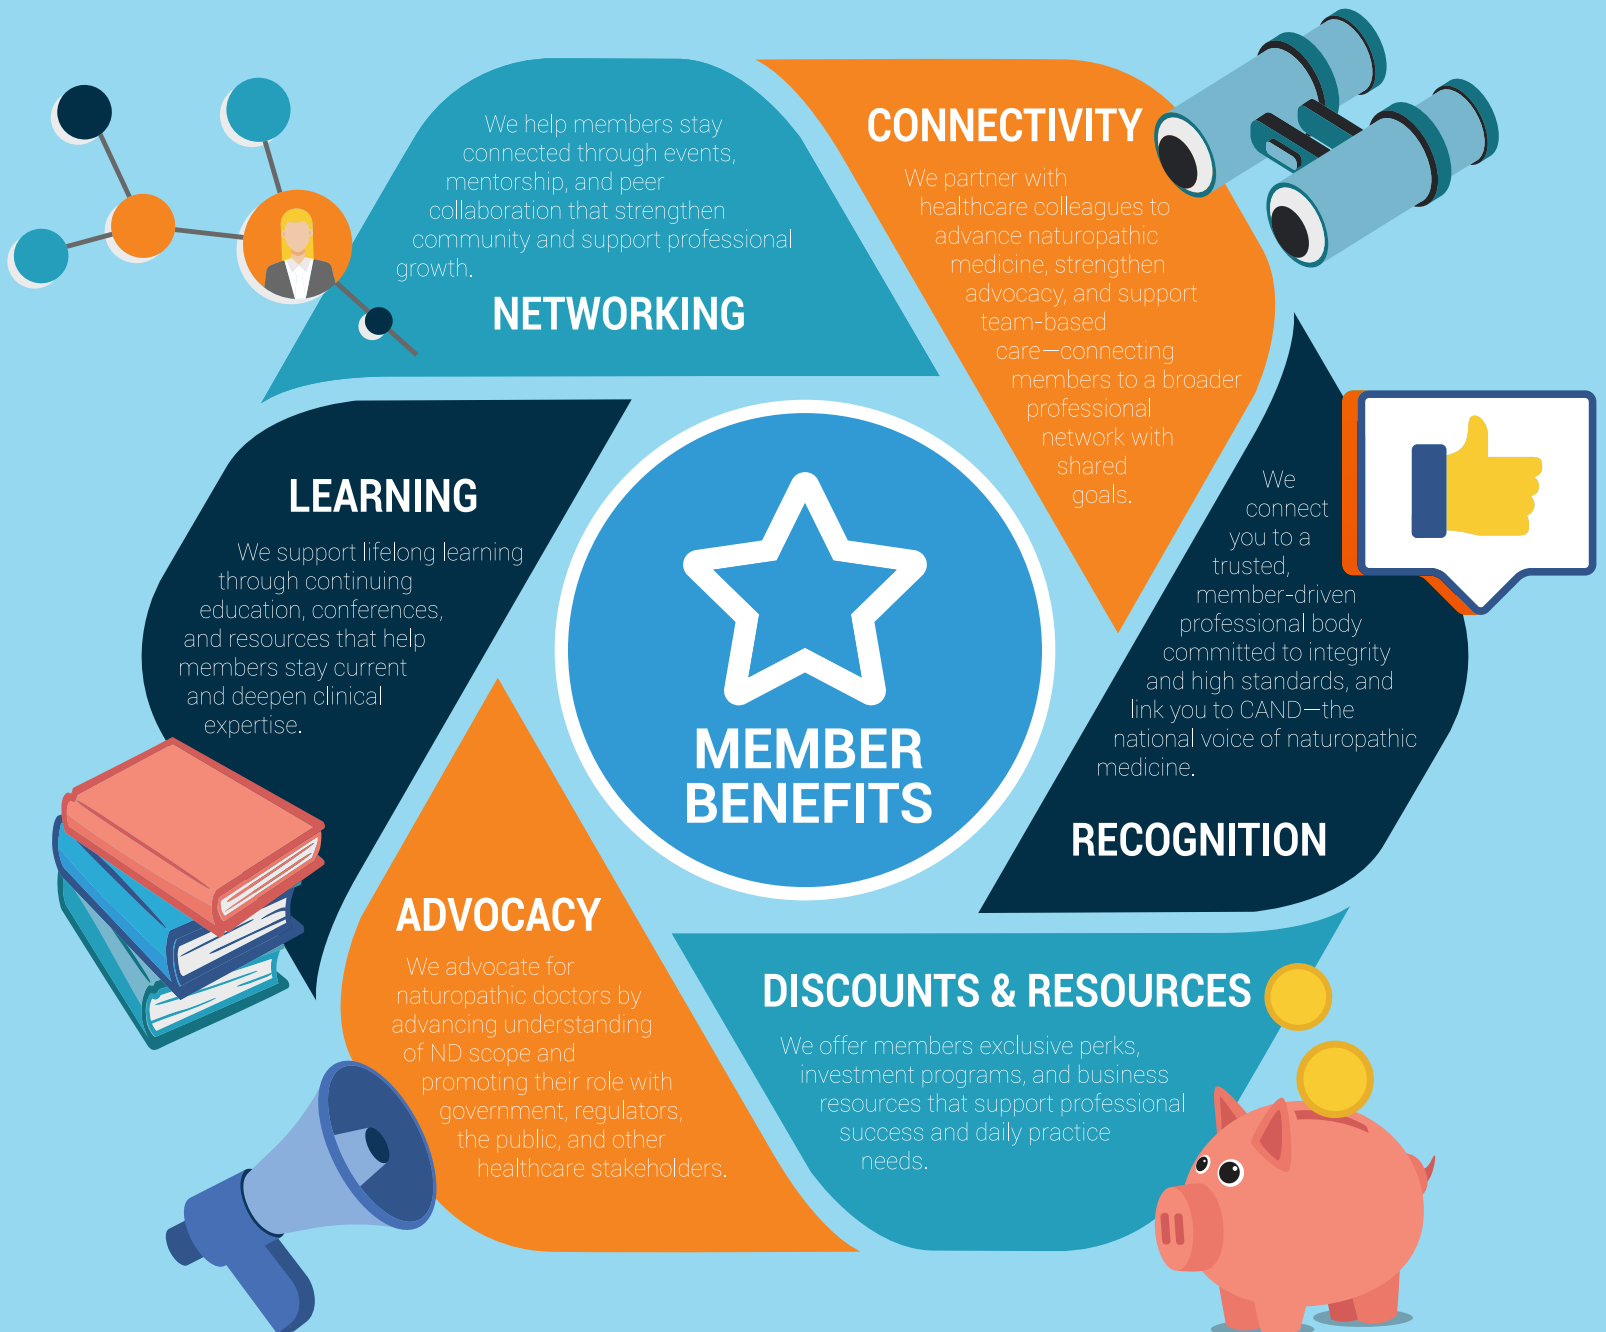 We help members stay
connected through events,
mentorship, and peer
collaboration that strengthen
community and support professional
growth.
NETWORKING
CONNECTIVITY
We partner with
healthcare colleagues to
advance naturopathic
medicine, strengthen
advocacy, and support
team-based
care—connecting
members to a broader
professional
network with
shared
goals.
LEARNING
We support lifelong learning
through continuing
education, conferences,
and resources that help
members stay current
and deepen clinical
expertise.
MEMBER
BENEFITS
We
connect
you to a
trusted,
member-driven
professional body
committed to integrity
and high standards, and
link you to CAND—the
national voice of naturopathic
medicine.
RECOGNITION
ADVOCACY
We advocate for
naturopathic doctors by
advancing understanding
of ND scope and
promoting their role with
government, regulators,
the public, and other
healthcare stakeholders.
DISCOUNTS & RESOURCES
We offer members exclusive perks,
investment programs, and business
resources that support professional
success and daily practice
needs.